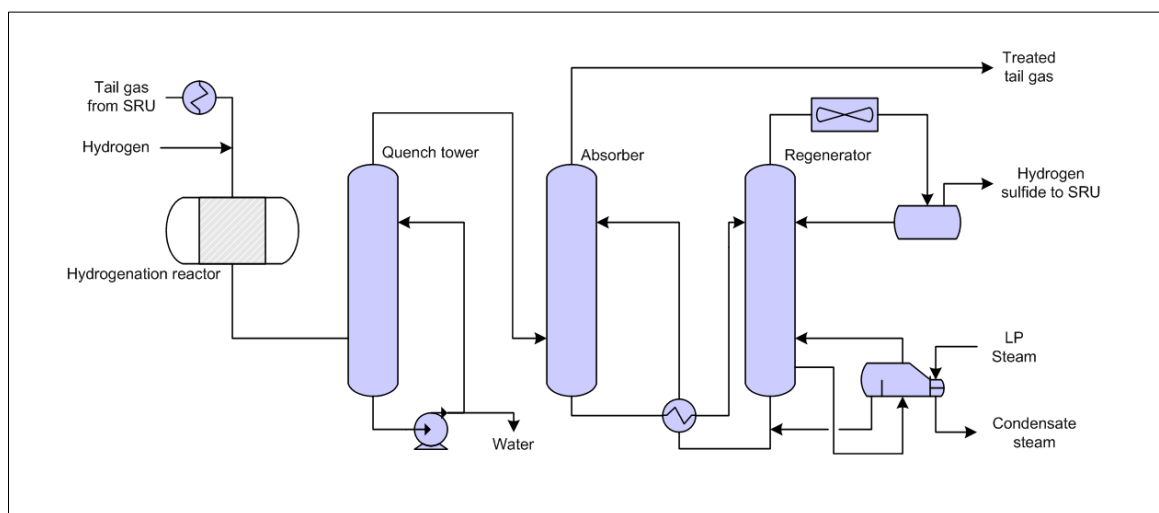 Tail gas
from SRU
Hydrogen
Hydrogenation reactor
Quench tower
Water
Absorber
Treated
tail gas
Regenerator
Hydrogen
sulfide to SRU
LP
Steam
Condensate
steam